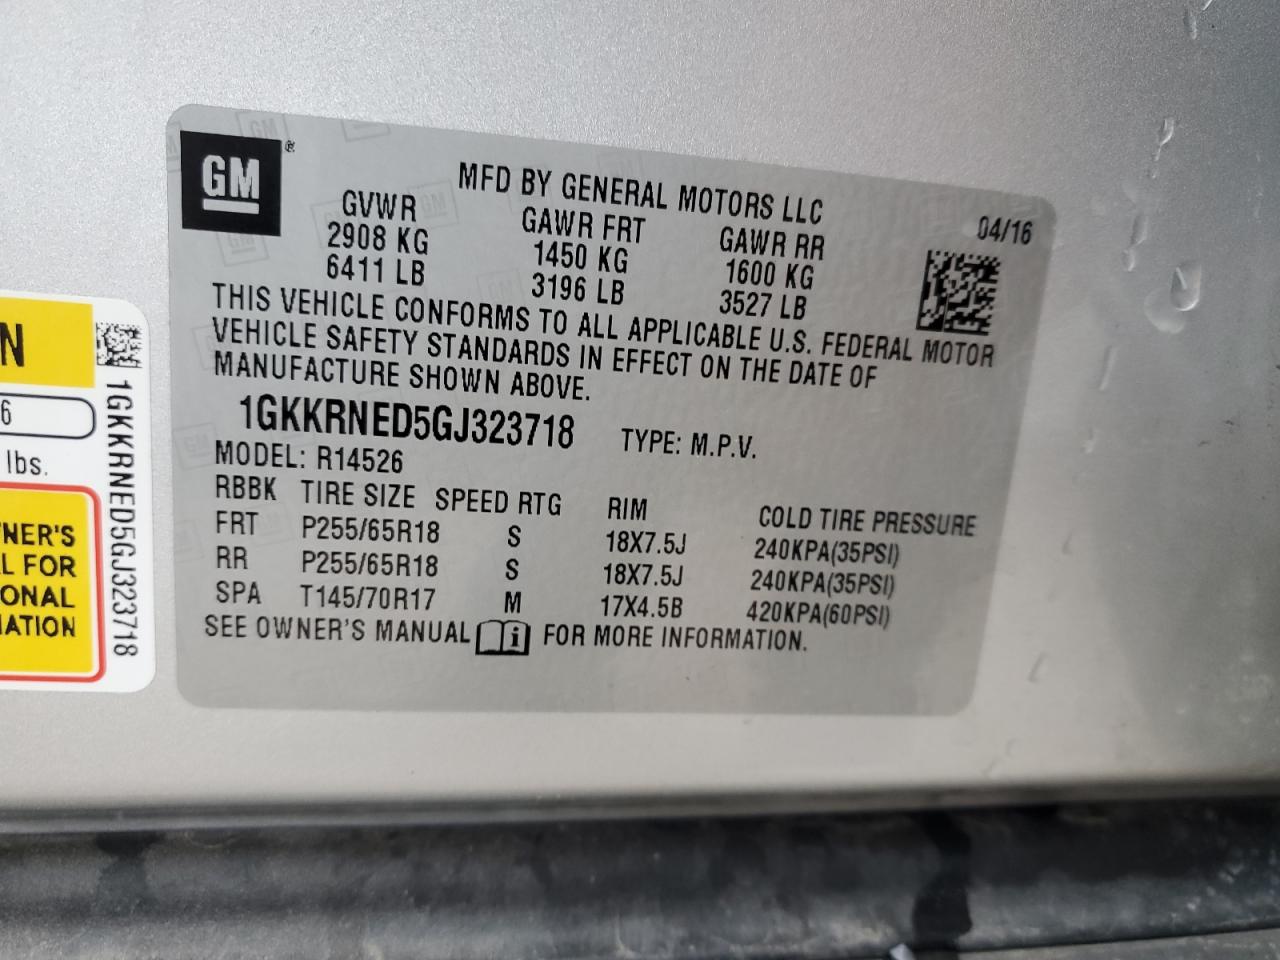 GM
MFD BY GENERAL MOTORS LLC
04/16
GVWR GAWR FRT GAWR RR
2908 KG 1450 KG 1600 KG
6411 LB 3196 LB 3527 LB
THIS VEHICLE CONFORMS TO ALL APPLICABLE U.S. FEDERAL MOTOR
VEHICLE SAFETY STANDARDS IN EFFECT ON THE DATE OF
MANUFACTURE SHOWN ABOVE.
1GKKRNED5GJ323718 TYPE: M.P.V.
MODEL: R14526
RBBK TIRE SIZE SPEED RTG RIM COLD TIRE PRESSURE
FRT P255/65R18 S 18X7.5J 240KPA(35PSI)
RR P255/65R18 S 18X7.5J 240KPA(35PSI)
SPA T145/70R17 M 17X4.5B 420KPA(60PSI)
SEE OWNER'S MANUAL i FOR MORE INFORMATION.
N
6
lbs.
NER'S
L FOR
ONAL
ATION
1GKKRNED5GJ323718